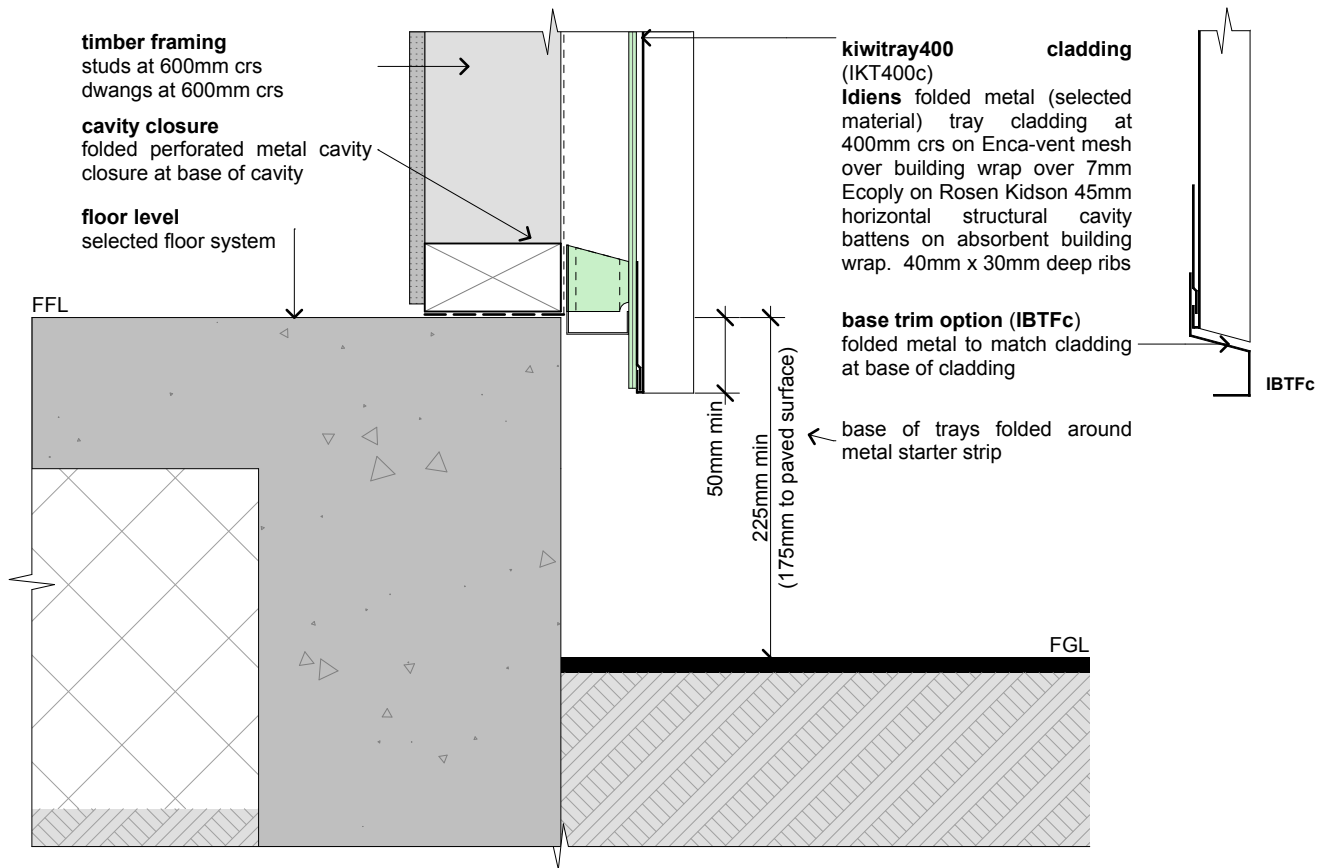 timber framing
studs at 600mm crs
dwangs at 600mm crs
cavity closure
folded perforated metal cavity
closure at base of cavity
floor level
selected floor system
FFL
kiwitray400 cladding
(IKT400c)
Idiens folded metal (selected
material) tray cladding at
400mm crs on Enca-vent mesh
over building wrap over 7mm
Ecoply on Rosen Kidson 45mm
horizontal structural cavity
battens on absorbent building
wrap. 40mm x 30mm deep ribs
base trim option (IBTFc)
folded metal to match cladding
at base of cladding
IBTFc
base of trays folded around
metal starter strip
50mm min
225mm min
(175mm to paved surface)
FGL